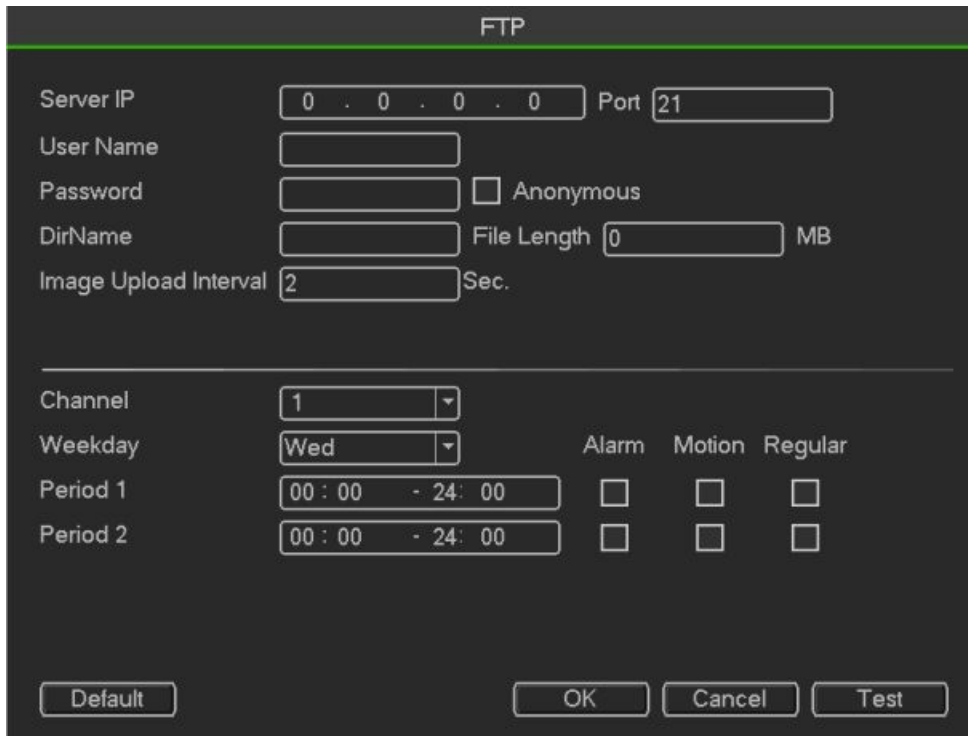 FTP
Server IP 0 . 0 . 0 . 0 Port 21
User Name
Password Anonymous
DirName File Length 0 MB
Image Upload Interval 2 Sec.
Channel 1
Weekday Wed Alarm Motion Regular
Period 1 00 : 00 - 24: 00
Period 2 00 : 00 - 24: 00
Default OK Cancel Test